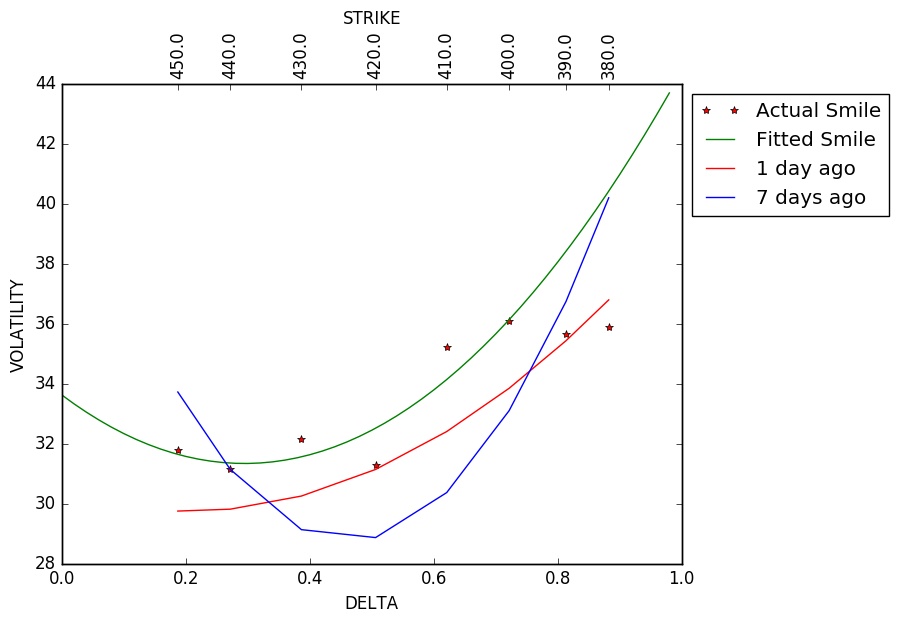 STRIKE
450.0 440.0 430.0 420.0 410.0 400.0 390.0 380.0
44
42
40
38
36
34
32
30
28
VOLATILITY
0.0 0.2 0.4 0.6 0.8 1.0
DELTA
Actual Smile
Fitted Smile
1 day ago
7 days ago